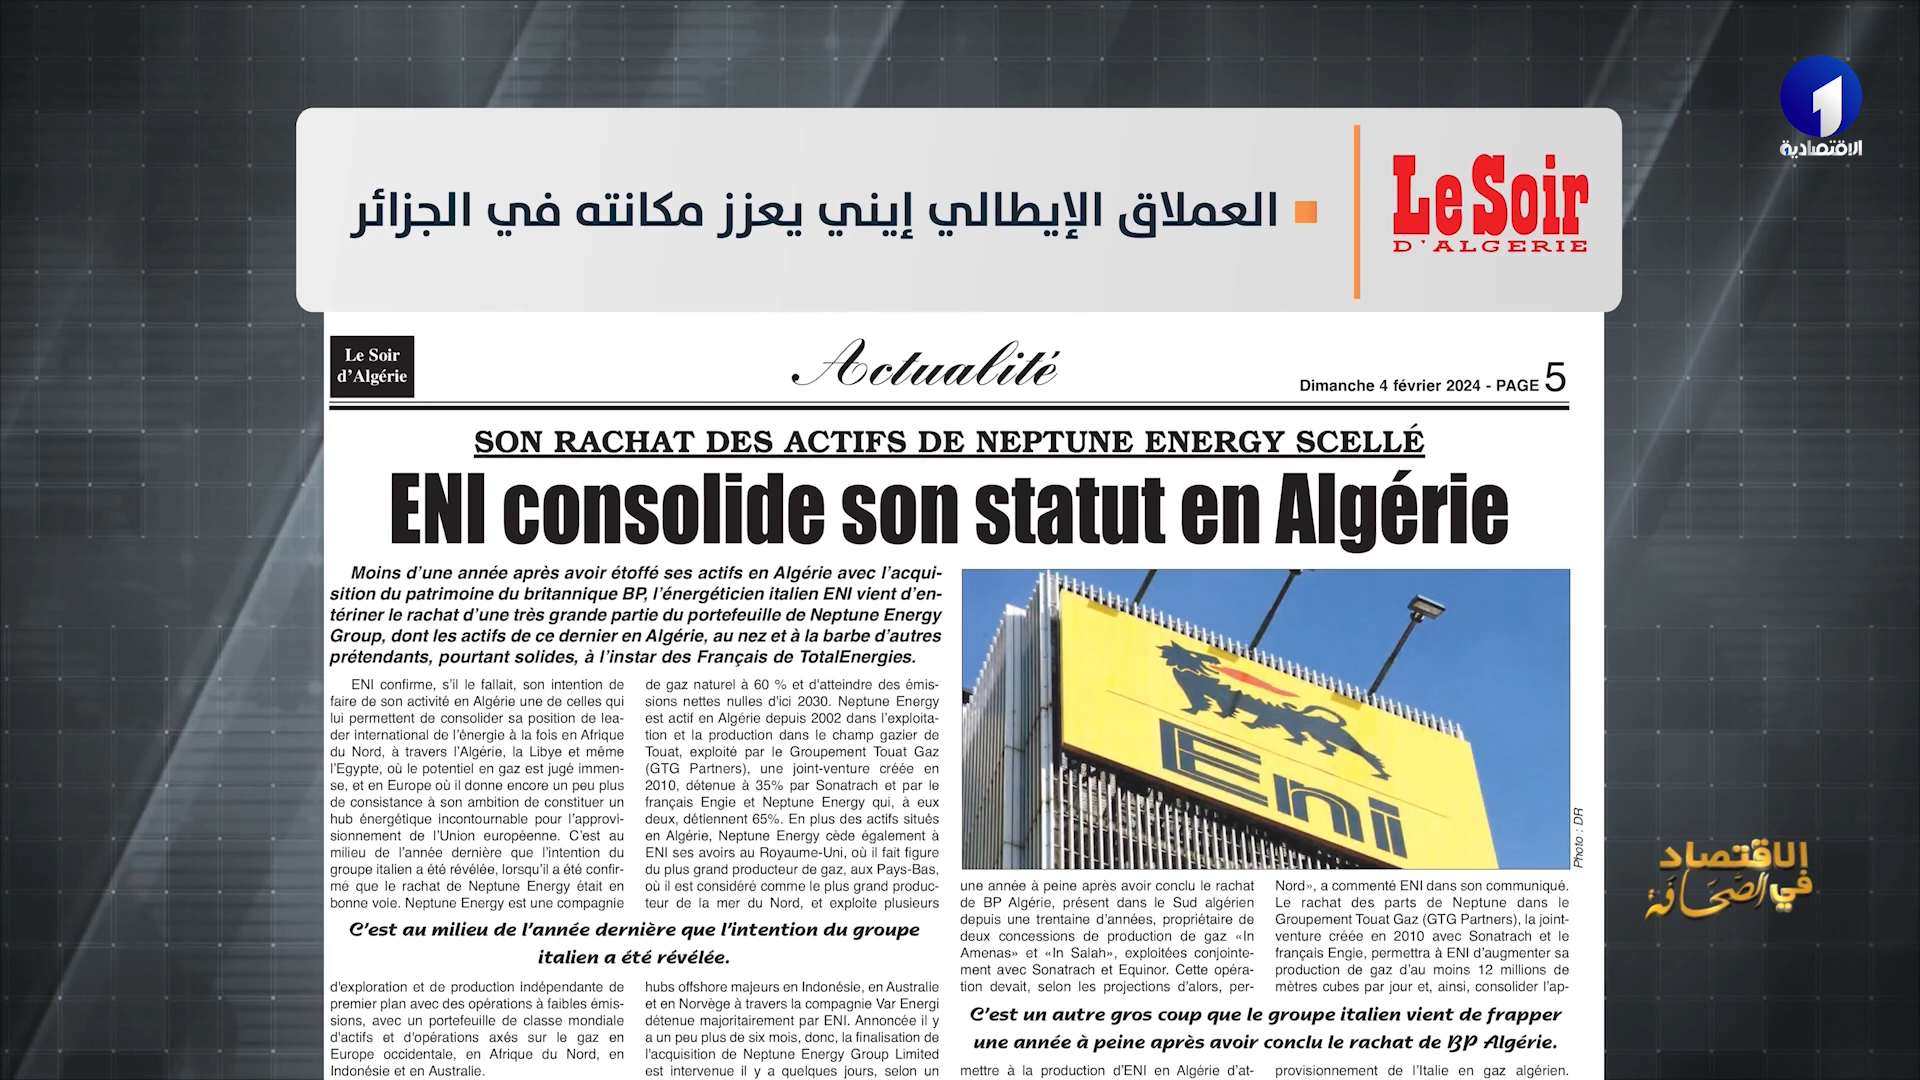 1
الاقتصادية
Le Soir
D'ALGERIE
العملاق الإيطالي إيني يعزز مكانته في الجزائر
Le Soir
d'Algérie
Actualité
Dimanche 4 février 2024 - PAGE 5
SON RACHAT DES ACTIFS DE NEPTUNE ENERGY SCELLÉ
ENI consolide son statut en Algérie
Moins d'une année après avoir étoffé ses actifs en Algérie avec l'acqui-
sition du patrimoine du britannique BP, l'énergéticien italien ENI vient d'en-
tériner le rachat d'une très grande partie du portefeuille de Neptune Energy
Group, dont les actifs de ce dernier en Algérie, au nez et à la barbe d'autres
prétendants, pourtant solides, à l'instar des Français de TotalEnergies.
ENI confirme, s'il le fallait, son intention de
faire de son activité en Algérie une de celles qui
lui permettent de consolider sa position de lea-
der international de l'énergie à la fois en Afrique
du Nord, à travers l'Algérie, la Libye et même
l'Egypte, où le potentiel en gaz est jugé immen-
se, et en Europe où il donne encore un peu plus
de consistance à son ambition de constituer un
hub énergétique incontournable pour l'approvi-
sionnement de l'Union européenne. C'est au
milieu de l'année dernière que l'intention du
groupe italien a été révélée, lorsqu'il a été confir-
mé que le rachat de Neptune Energy était en
bonne voie. Neptune Energy est une compagnie
de gaz naturel à 60 % et d'atteindre des émis-
sions nettes nulles d'ici 2030. Neptune Energy
est actif en Algérie depuis 2002 dans l'exploita-
tion et la production dans le champ gazier de
Touat, exploité par le Groupement Touat Gaz
(GTG Partners), une joint-venture créée en
2010, détenue à 35% par Sonatrach et par le
français Engie et Neptune Energy qui, à eux
deux, détiennent 65%. En plus des actifs situés
en Algérie, Neptune Energy cède également à
ENI ses avoirs au Royaume-Uni, où il fait figure
du plus grand producteur de gaz, aux Pays-Bas,
où il est considéré comme le plus grand produc-
teur de la mer du Nord, et exploite plusieurs
C'est au milieu de l'année dernière que l'intention du groupe
italien a été révélée.
d'exploration et de production indépendante de
premier plan avec des opérations à faibles émis-
sions, avec un portefeuille de classe mondiale
d'actifs et d'opérations axés sur le gaz en
Europe occidentale, en Afrique du Nord, en
Indonésie et en Australie.
hubs offshore majeurs en Indonésie, en Australie
et en Norvège à travers la compagnie Var Energi
détenue majoritairement par ENI. Annoncée il y
a un peu plus de six mois, donc, la finalisation de
l'acquisition de Neptune Energy Group Limited
est intervenue il y a quelques jours, selon un
Eni
Photo : DR
une année à peine après avoir conclu le rachat
de BP Algérie, présent dans le Sud algérien
depuis une trentaine d'années, propriétaire de
deux concessions de production de gaz «In
Amenas» et «In Salah», exploitées conjointe-
ment avec Sonatrach et Equinor. Cette opéra-
tion devait, selon les projections d'alors, per-
Nord», a commenté ENI dans son communiqué.
Le rachat des parts de Neptune dans le
Groupement Touat Gaz (GTG Partners), la joint-
venture créée en 2010 avec Sonatrach et le
français Engie, permettra à ENI d'augmenter sa
production de gaz d'au moins 12 millions de
mètres cubes par jour et, ainsi, consolider l'ap-
C'est un autre gros coup que le groupe italien vient de frapper
une année à peine après avoir conclu le rachat de BP Algérie.
mettre à la production d'ENI en Algérie d'at-
provisionnement de l'Italie en gaz algérien.
الاقتصاد
في الصحافة